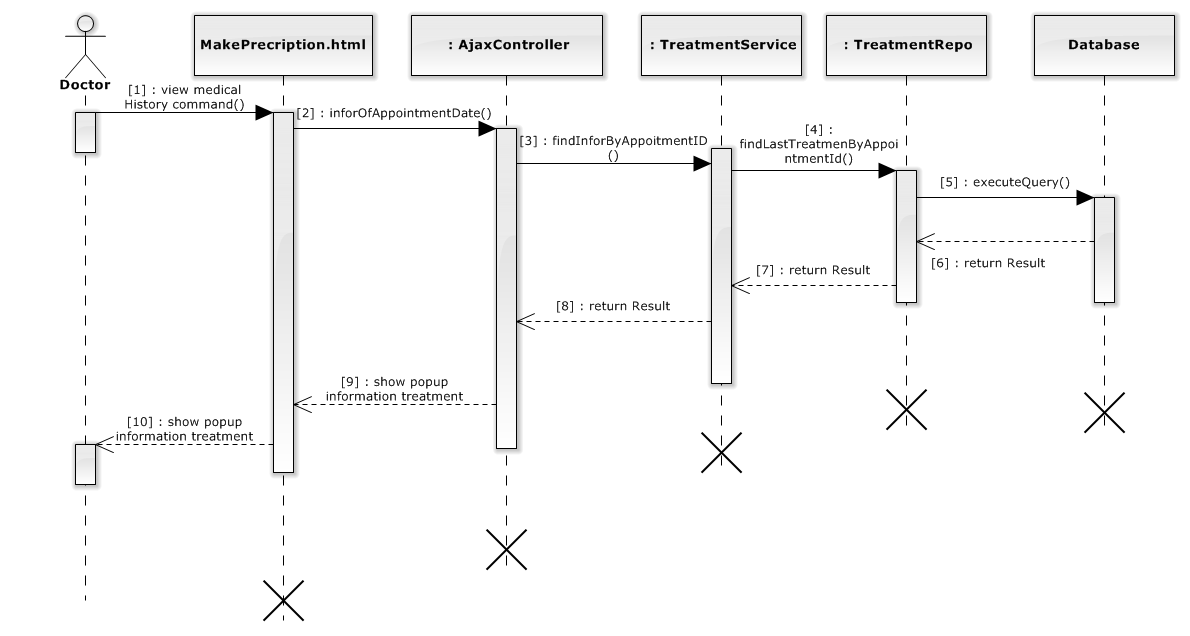 Doctor
MakePrecription.html
: AjaxController
: TreatmentService
: TreatmentRepo
Database
[1] : view medical
History command()
[2] : inforOfAppointmentDate()
[3] : findInforByAppoitmentID
()
[4] :
findLastTreatmenByAppoi
ntmentId()
[5] : executeQuery()
[6] : return Result
[7] : return Result
[8] : return Result
[9] : show popup
information treatment
[10] : show popup
information treatment